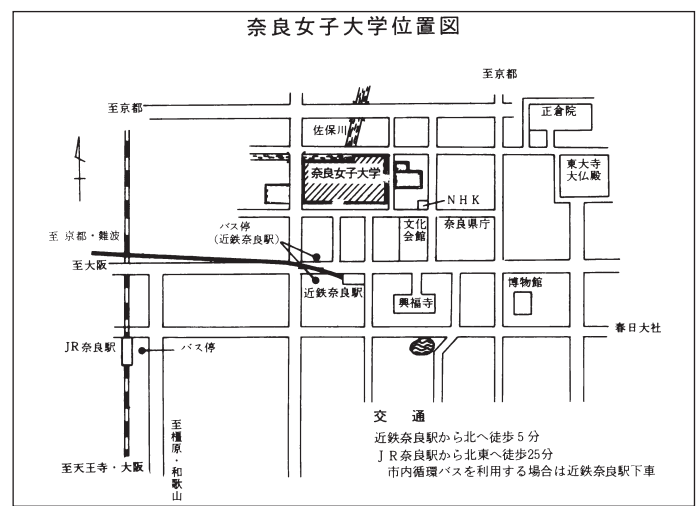 奈良女子大学位置図
至京都
至京都
正倉院
佐保川
奈良女子大学
東大寺
大仏殿
NHK
バス停
(近鉄奈良駅)
文化
会館
奈良県庁
至 京都・難波
至大阪
近鉄奈良駅
興福寺
博物館
春日大社
JR奈良駅
バス停
至橿原・和歌山
至天王寺・大阪
交　通
近鉄奈良駅から北へ徒歩5分
JR奈良駅から北東へ徒歩25分
市内循環バスを利用する場合は近鉄奈良駅下車